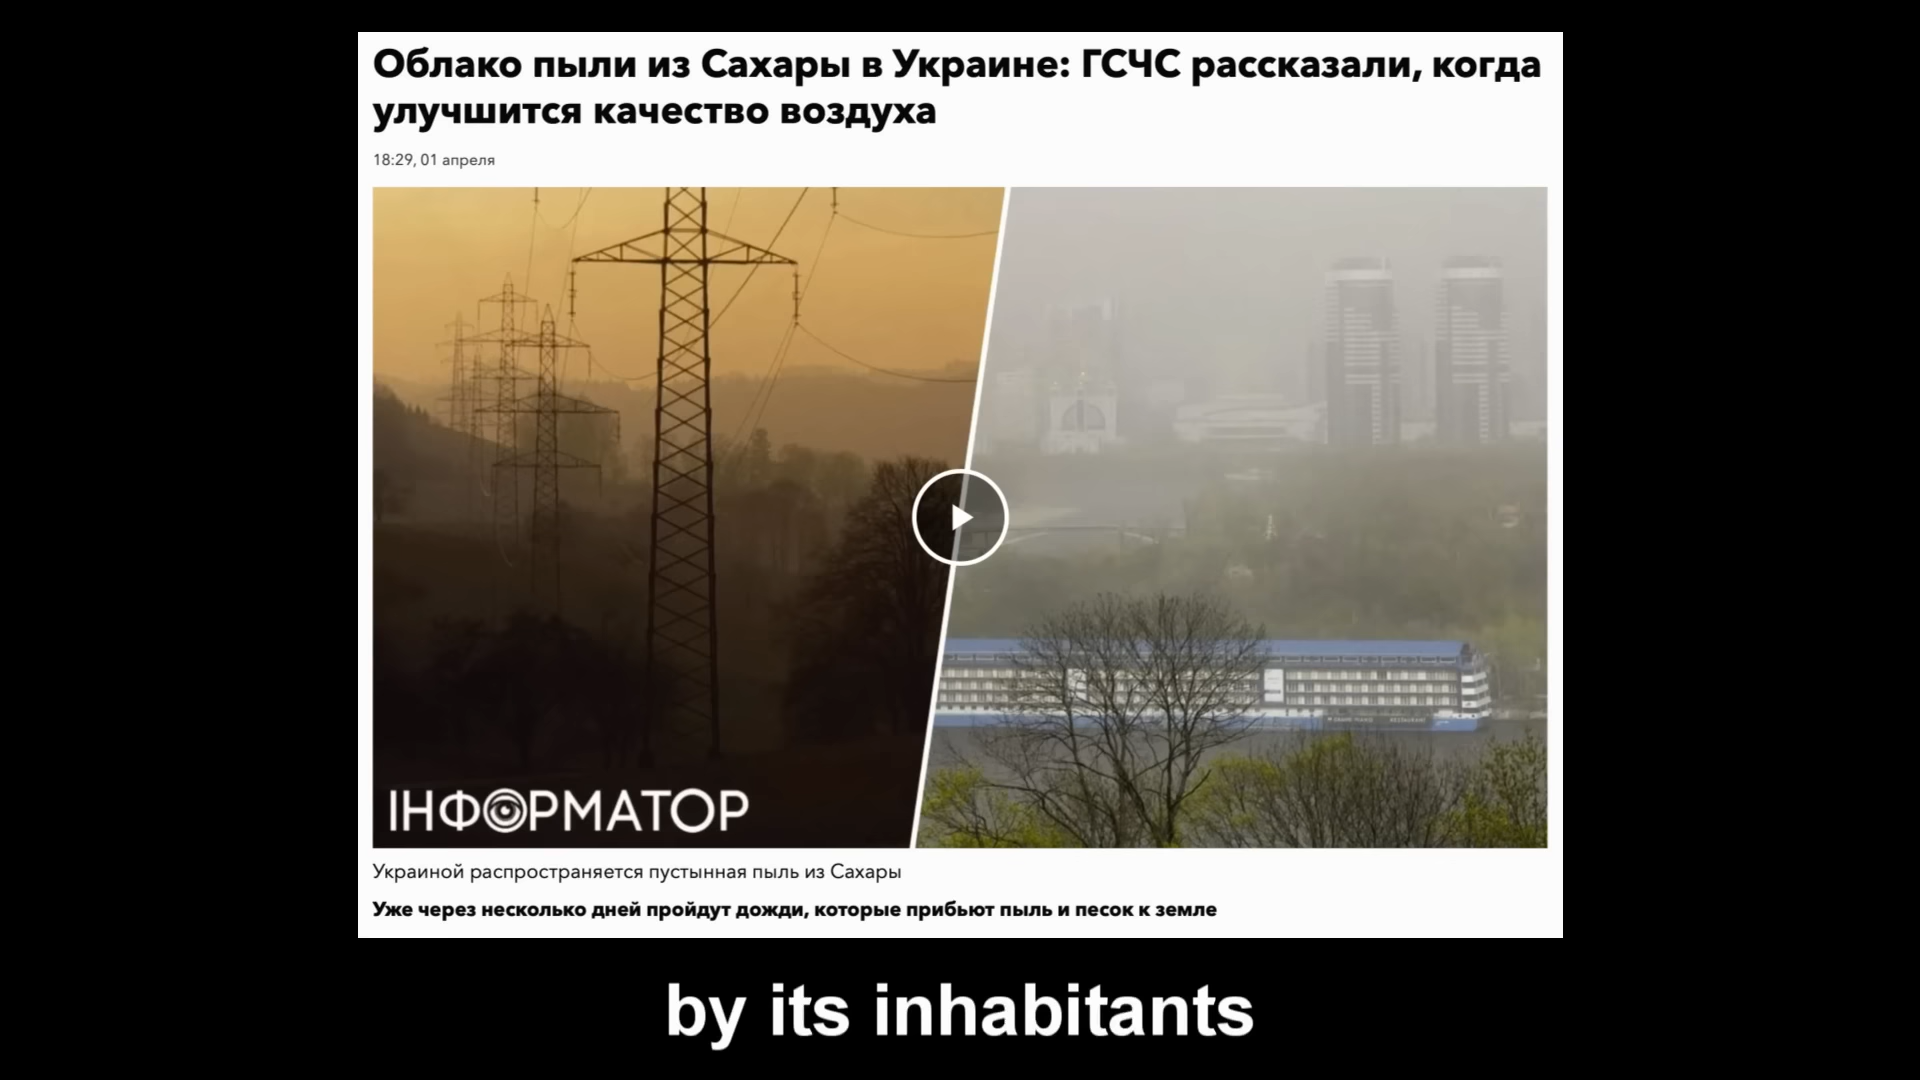 Облако пыли из Сахары в Украине: ГСЧС рассказали, когда
улучшится качество воздуха
18:29, 01 апреля
ІНФОРМАТОР
Украиной распространяется пустынная пыль из Сахары
Уже через несколько дней пройдут дожди, которые прибьют пыль и песок к земле
by its inhabitants